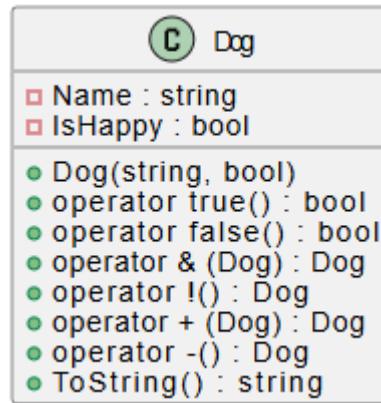 C Dog
Name : string
IsHappy : bool
Dog(string, bool)
operator true() : bool
operator false() : bool
operator & (Dog) : Dog
operator !() : Dog
operator + (Dog) : Dog
operator -() : Dog
ToString() : string